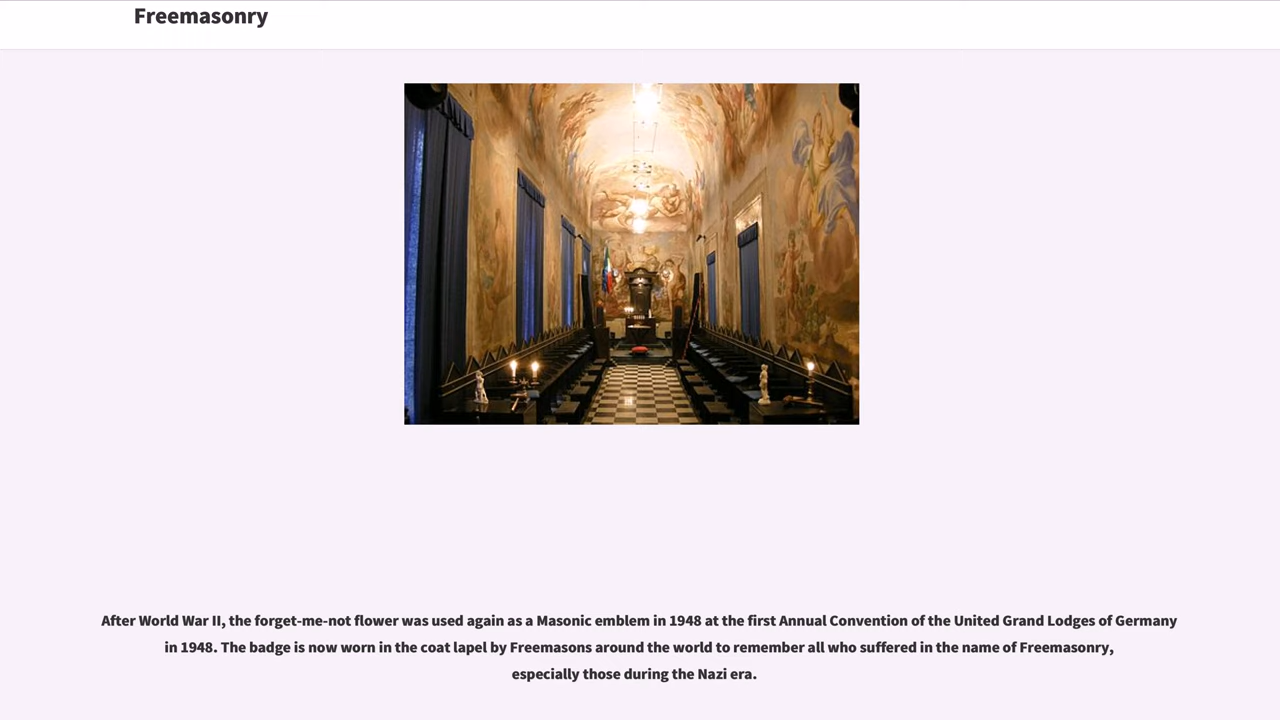 Freemasonry
After World War II, the forget-me-not flower was used again as a Masonic emblem in 1948 at the first Annual Convention of the United Grand Lodges of Germany
in 1948. The badge is now worn in the coat lapel by Freemasons around the world to remember all who suffered in the name of Freemasonry,
especially those during the Nazi era.